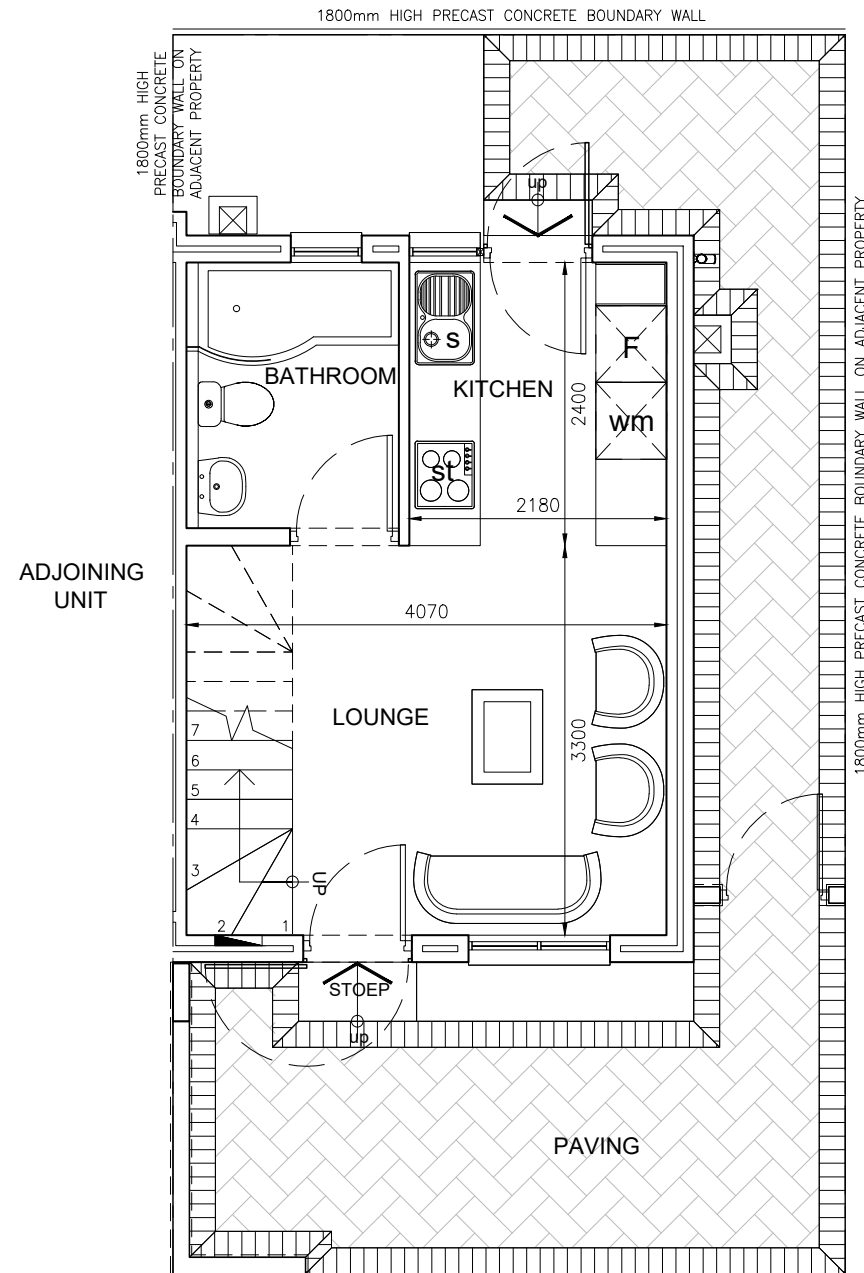 1800mm HIGH PRECAST CONCRETE BOUNDARY WALL
1800mm HIGH
PRECAST CONCRETE
BOUNDARY WALL ON
ADJACENT PROPERTY
up
s
BATHROOM
KITCHEN
F
wm
st
2400
2180
1800mm HIGH PRECAST CONCRETE BOUNDARY WALL ON ADJACENT PROPERTY
ADJOINING
UNIT
4070
LOUNGE
3300
7
6
5
4
3
2
1
UP
STOEP
up
PAVING